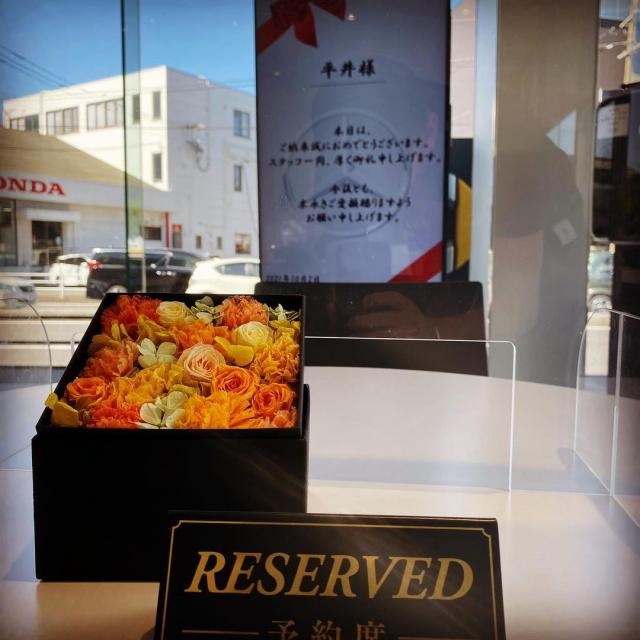 平井様
本日は、
ご納車誠におめでとうございます。
スタッフ一同、厚く御礼申し上げます。
今後とも、
末永きご愛顧賜りますよう
お願い申し上げます。
ONDA
RESERVED
予約席